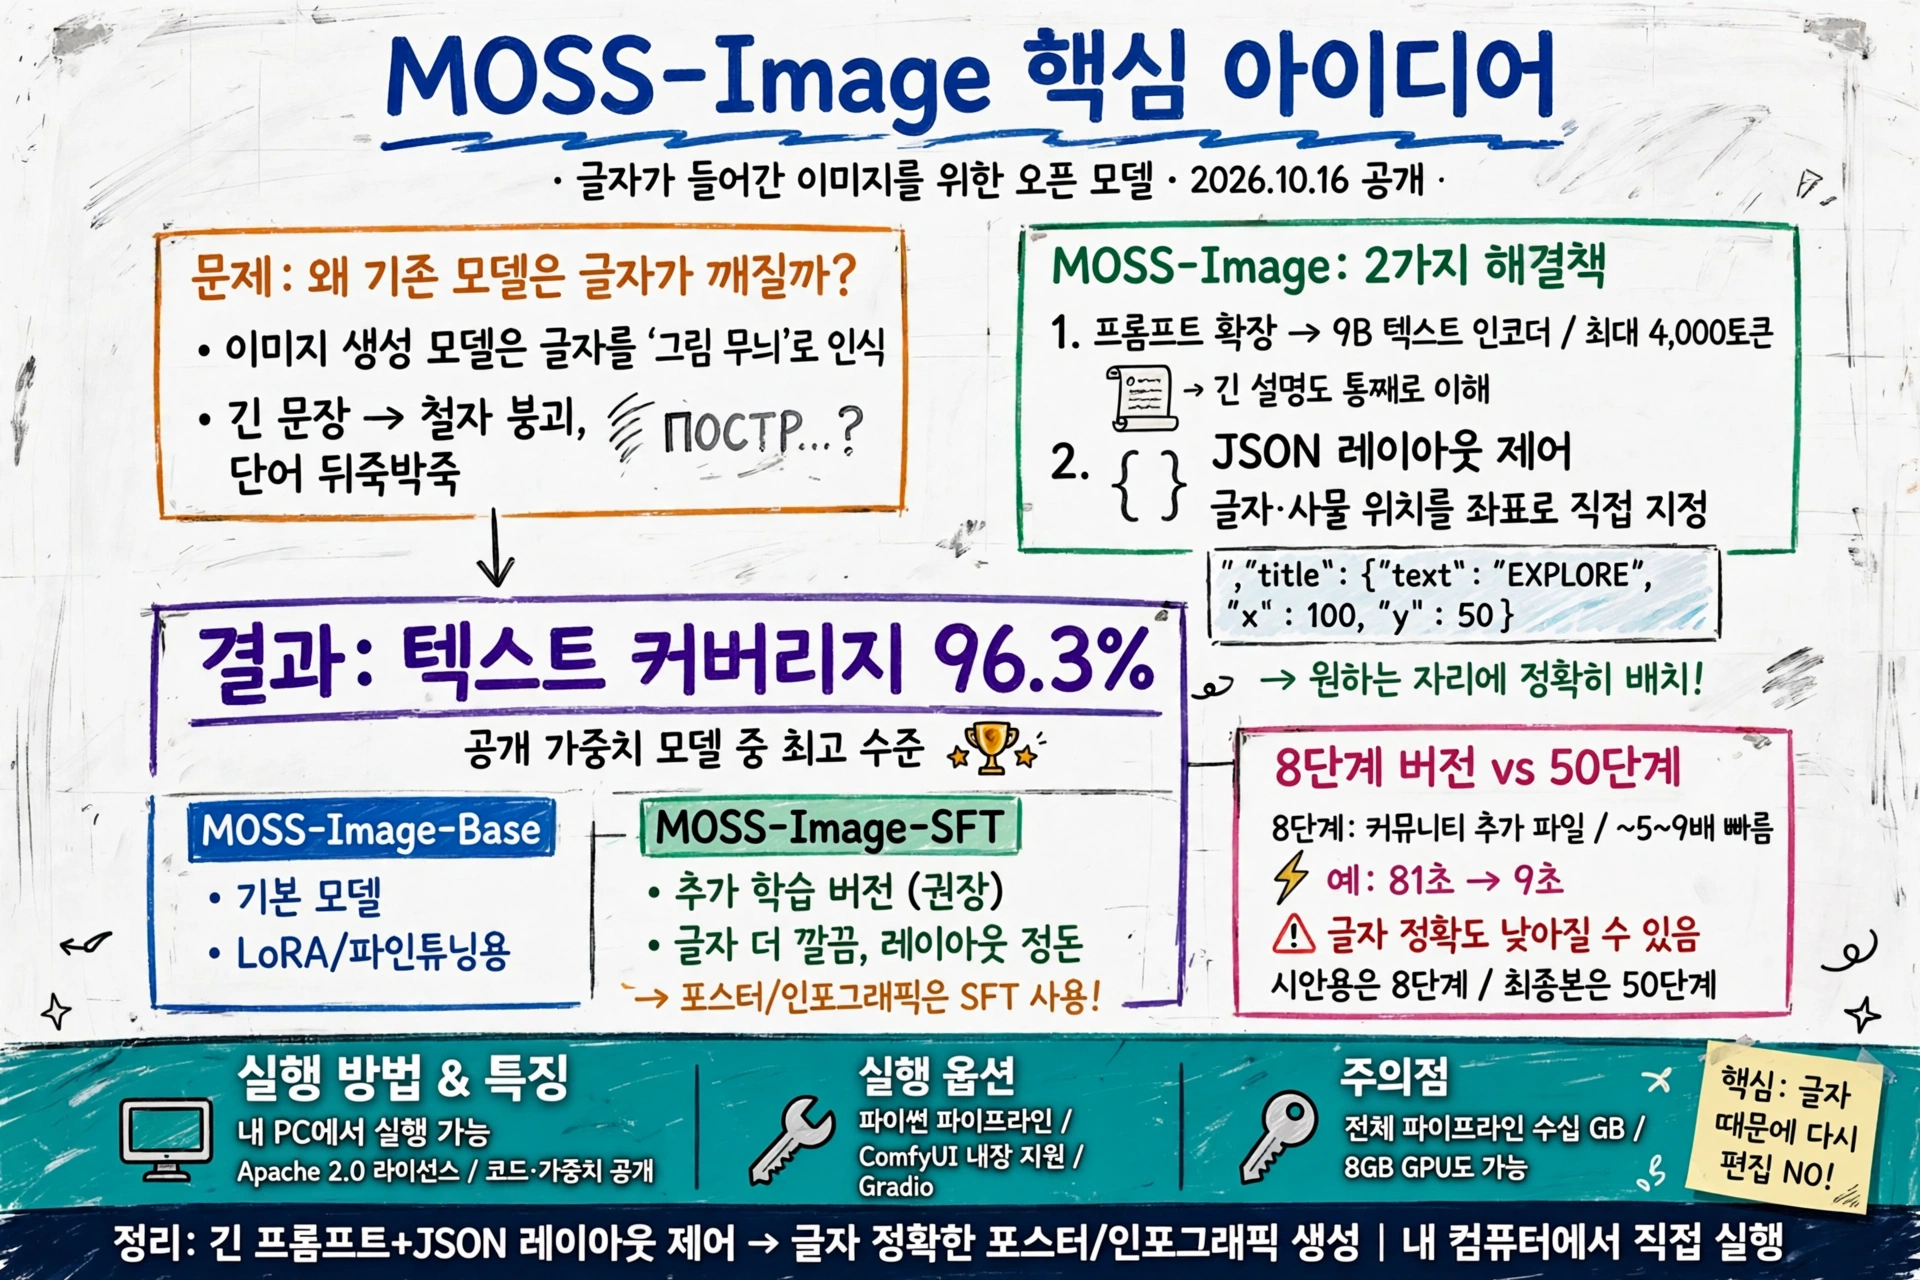 MOSS-Image 핵심 아이디어
· 글자가 들어간 이미지를 위한 오픈 모델 · 2026.10.16 공개 ·
문제: 왜 기존 모델은 글자가 깨질까?
• 이미지 생성 모델은 글자를 ‘그림 무늬’로 인식
• 긴 문장 → 철자 붕괴,
단어 뒤죽박죽
ПОСТР...?
MOSS-Image: 2가지 해결책
1. 프롬프트 확장 → 9B 텍스트 인코더 / 최대 4,000토큰
→ 긴 설명도 통째로 이해
2. { } JSON 레이아웃 제어
글자·사물 위치를 좌표로 직접 지정
","title": {"text": "EXPLORE",
"x" : 100, "y" : 50}
→ 원하는 자리에 정확히 배치!
결과: 텍스트 커버리지 96.3%
공개 가중치 모델 중 최고 수준
MOSS-Image-Base
• 기본 모델
• LoRA/파인튜닝용
MOSS-Image-SFT
• 추가 학습 버전 (권장)
• 글자 더 깔끔, 레이아웃 정돈
→ 포스터/인포그래픽은 SFT 사용!
8단계 버전 vs 50단계
8단계: 커뮤니티 추가 파일 / ~5~9배 빠름
예: 81초 → 9초
글자 정확도 낮아질 수 있음
시안용은 8단계 / 최종본은 50단계
실행 방법 & 특징
내 PC에서 실행 가능
Apache 2.0 라이선스 / 코드·가중치 공개
실행 옵션
파이썬 파이프라인 /
ComfyUI 내장 지원 /
Gradio
주의점
전체 파이프라인 수십 GB /
8GB GPU도 가능
핵심: 글자
때문에 다시
편집 NO!
정리: 긴 프롬프트+JSON 레이아웃 제어 → 글자 정확한 포스터/인포그래픽 생성 | 내 컴퓨터에서 직접 실행